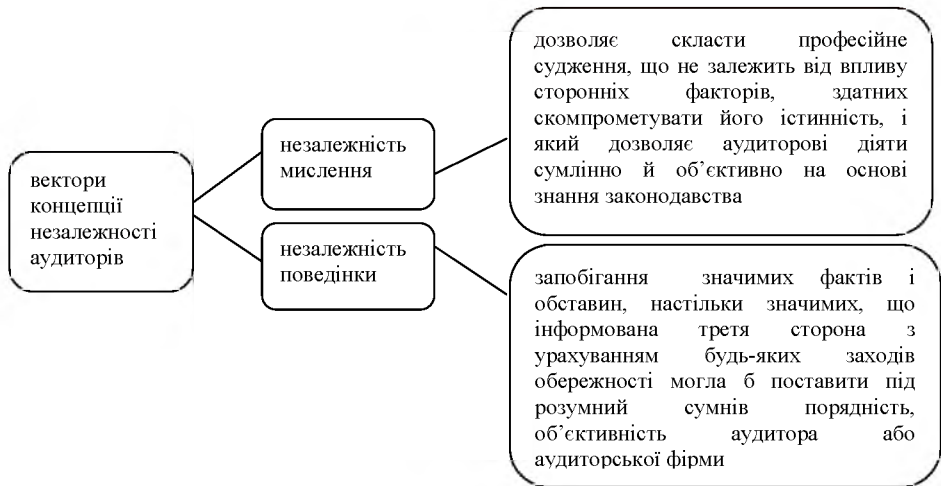 вектори
концепції
незалежності
аудиторів
незалежність
мислення
дозволяє скласти професійне
судження, що не залежить від впливу
сторонніх факторів, здатних
скомпрометувати його істинність, і
який дозволяє аудиторові діяти
сумлінно й об’єктивно на основі
знання законодавства
незалежність
поведінки
запобігання значимих фактів і
обставин, настільки значимих, що
інформована третя сторона з
урахуванням будь-яких заходів
обережності могла б поставити під
розумний сумнів порядність,
об’єктивність аудитора або
аудиторської фірми